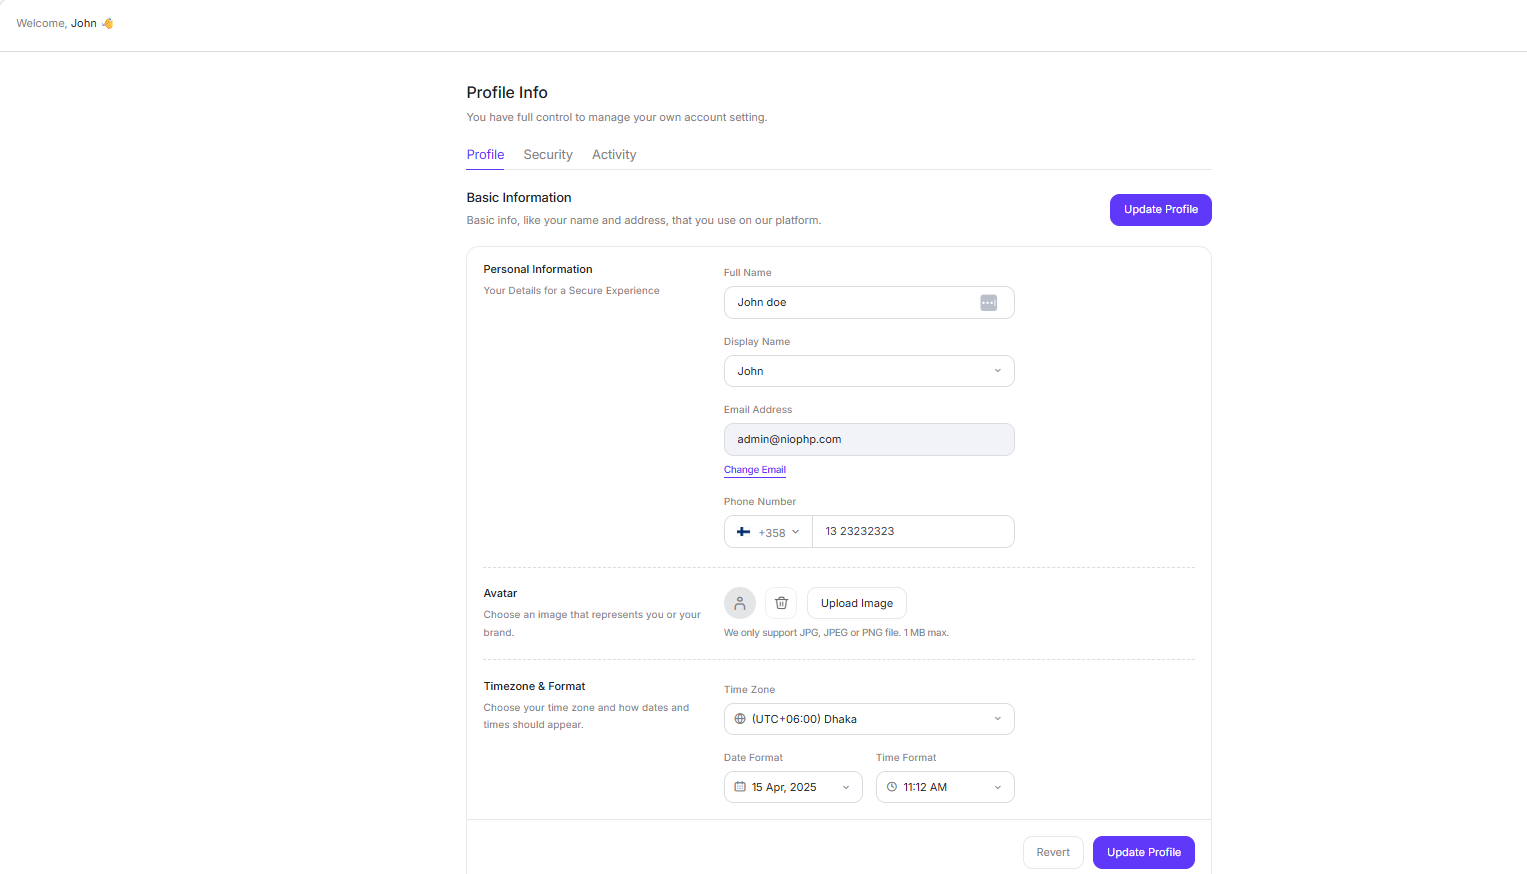 Welcome, John 👋
Profile Info
You have full control to manage your own account setting.
Profile Security Activity
Basic Information
Basic info, like your name and address, that you use on our platform.
Update Profile
Personal Information
Your Details for a Secure Experience
Full Name
John doe
Display Name
John
Email Address
admin@niophp.com
Change Email
Phone Number
+358 13 23232323
Avatar
Choose an image that represents you or your
brand.
Upload Image
We only support JPG, JPEG or PNG file. 1 MB max.
Timezone & Format
Choose your time zone and how dates and
times should appear.
Time Zone
(UTC+06:00) Dhaka
Date Format Time Format
15 Apr, 2025 11:12 AM
Revert Update Profile